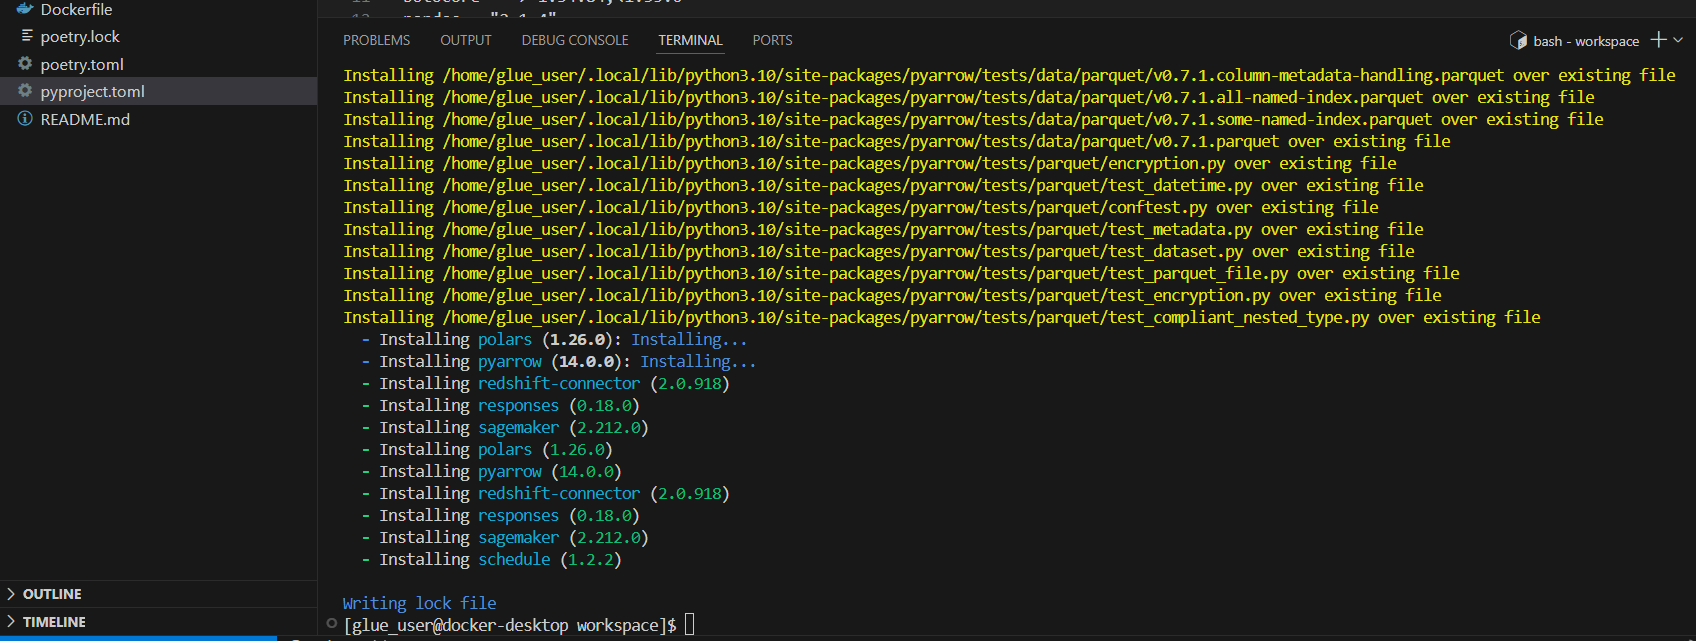 Dockerfile
poetry.lock
poetry.toml
pyproject.toml
README.md
OUTLINE
TIMELINE
PROBLEMS OUTPUT DEBUG CONSOLE TERMINAL PORTS
bash - workspace
Installing /home/glue_user/.local/lib/python3.10/site-packages/pyarrow/tests/data/parquet/v0.7.1.column-metadata-handling.parquet over existing file
Installing /home/glue_user/.local/lib/python3.10/site-packages/pyarrow/tests/data/parquet/v0.7.1.all-named-index.parquet over existing file
Installing /home/glue_user/.local/lib/python3.10/site-packages/pyarrow/tests/data/parquet/v0.7.1.some-named-index.parquet over existing file
Installing /home/glue_user/.local/lib/python3.10/site-packages/pyarrow/tests/data/parquet/v0.7.1.parquet over existing file
Installing /home/glue_user/.local/lib/python3.10/site-packages/pyarrow/tests/parquet/encryption.py over existing file
Installing /home/glue_user/.local/lib/python3.10/site-packages/pyarrow/tests/parquet/test_datetime.py over existing file
Installing /home/glue_user/.local/lib/python3.10/site-packages/pyarrow/tests/parquet/conftest.py over existing file
Installing /home/glue_user/.local/lib/python3.10/site-packages/pyarrow/tests/parquet/test_metadata.py over existing file
Installing /home/glue_user/.local/lib/python3.10/site-packages/pyarrow/tests/parquet/test_dataset.py over existing file
Installing /home/glue_user/.local/lib/python3.10/site-packages/pyarrow/tests/parquet/test_parquet_file.py over existing file
Installing /home/glue_user/.local/lib/python3.10/site-packages/pyarrow/tests/parquet/test_encryption.py over existing file
Installing /home/glue_user/.local/lib/python3.10/site-packages/pyarrow/tests/parquet/test_compliant_nested_type.py over existing file
- Installing polars (1.26.0): Installing...
- Installing pyarrow (14.0.0): Installing...
- Installing redshift-connector (2.0.918)
- Installing responses (0.18.0)
- Installing sagemaker (2.212.0)
- Installing polars (1.26.0)
- Installing pyarrow (14.0.0)
- Installing redshift-connector (2.0.918)
- Installing responses (0.18.0)
- Installing sagemaker (2.212.0)
- Installing schedule (1.2.2)
Writing lock file
[glue_user@docker-desktop workspace]$